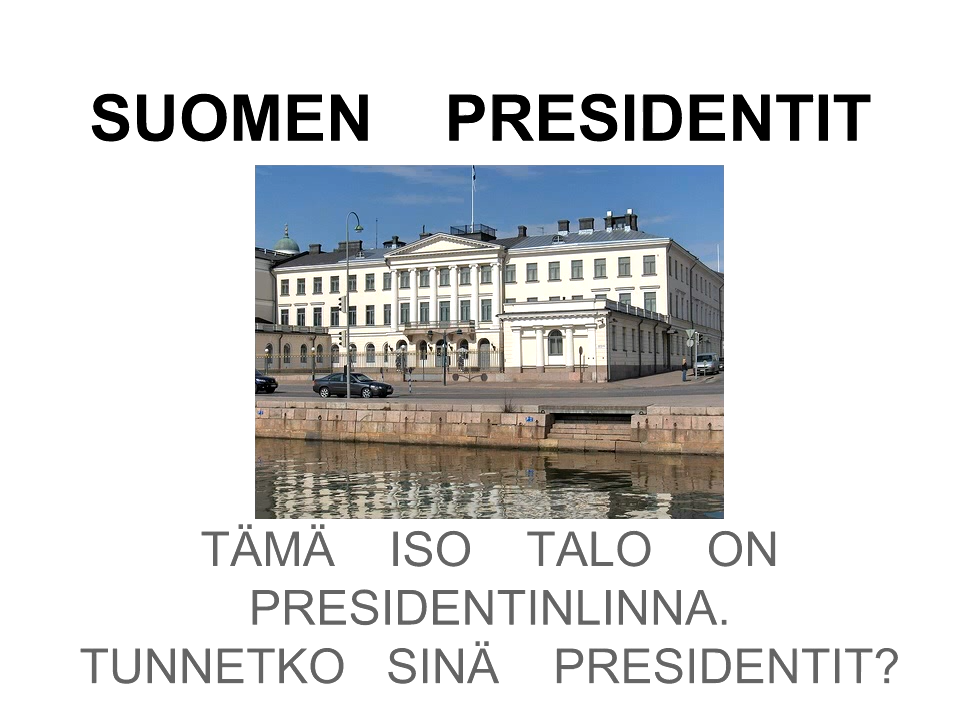 SUOMEN PRESIDENTIT
TÄMÄ ISO TALO ON
PRESIDENTINLINNA.
TUNNETKO SINÄ PRESIDENTIT?